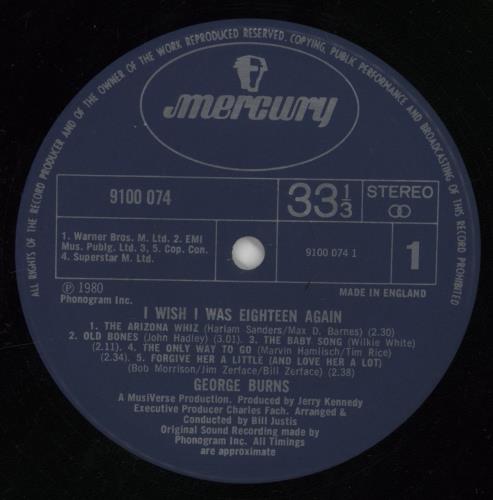 ALL RIGHTS OF THE RECORD PRODUCER AND OF THE OWNER OF THE WORK REPRODUCED RESERVED. COPYING, PUBLIC PERFORMANCE AND BROADCASTING OF THIS RECORD PROHIBITED
mercury
9100 074
33 1/3
STEREO
1. Warner Bros. M. Ltd. 2. EMI
Mus. Publg. Ltd. 3, 5. Cop. Con.
4. Superstar M. Ltd.
9100 074 1
1
℗ 1980
Phonogram Inc.
MADE IN ENGLAND
I WISH I WAS EIGHTEEN AGAIN
1. THE ARIZONA WHIZ (Harlam Sanders/Max D. Barnes) (2.30)
2. OLD BONES (John Hadley) (3.01). 3. THE BABY SONG (Wilkie White)
(2.11). 4. THE ONLY WAY TO GO (Marvin Hamlisch/Tim Rice)
(2.34). 5. FORGIVE HER A LITTLE (AND LOVE HER A LOT)
(Bob Morrison/Jim Zerface/Bill Zerface) (2.38)
GEORGE BURNS
A MusiVerse Production. Produced by Jerry Kennedy
Executive Producer Charles Fach. Arranged &
Conducted by Bill Justis
Original Sound Recording made by
Phonogram Inc. All Timings
are approximate